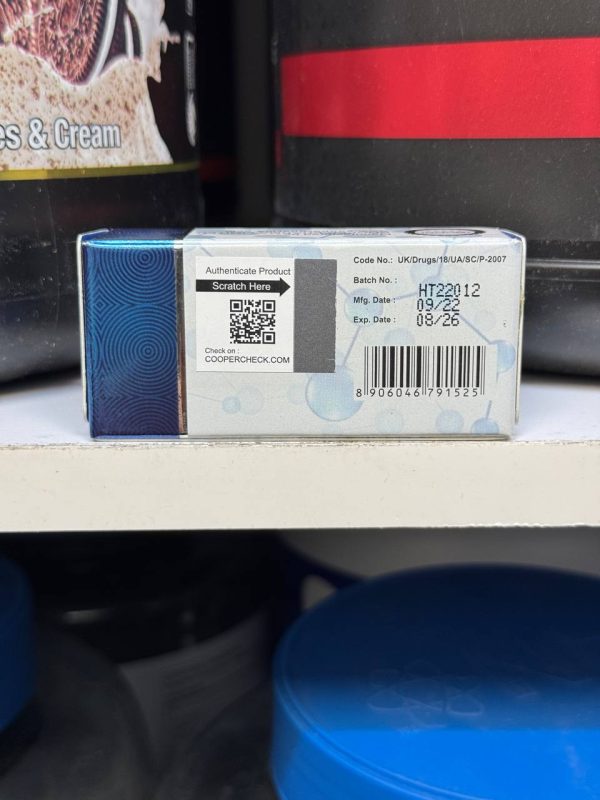 es & Cream
Authenticate Product
Scratch Here
Check on :
COOPERCHECK.COM
Code No.: UK/Drugs/18/UA/SC/P-2007
Batch No. : HT22012
Mfg. Date : 09/22
Exp. Date : 08/26
8 906046 791525